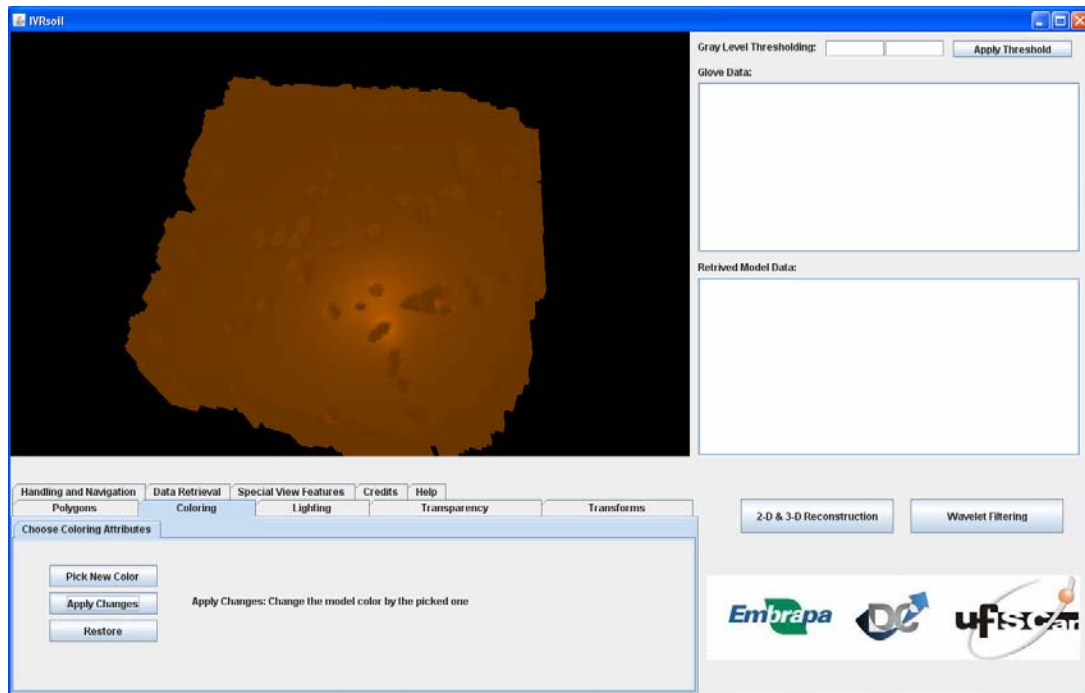 IVRsoil
Gray Level Thresholding:
Apply Threshold
Glove Data:
Retrived Model Data:
Handling and Navigation
Data Retrieval
Special View Features
Credits
Help
Polygons
Coloring
Lighting
Transparency
Transforms
Choose Coloring Attributes
Pick New Color
Apply Changes
Apply Changes: Change the model color by the picked one
Restore
2-D & 3-D Reconstruction
Wavelet Filtering
Embrapa
DC
ufscar